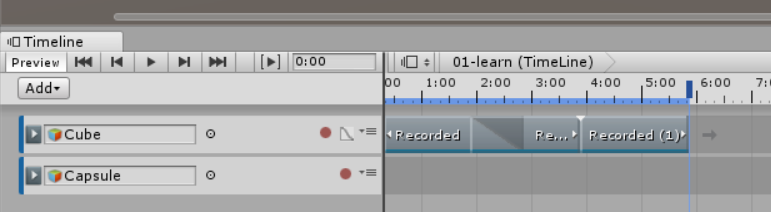 Timeline
Preview 0:00 01-learn (TimeLine)
Add 00 1:00 2:00 3:00 4:00 5:00 6:00 7:
Cube Recorded Re... Recorded (1)
Capsule